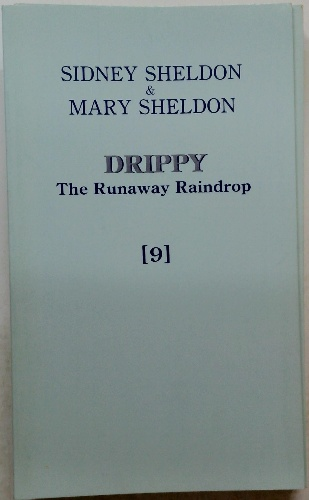 SIDNEY SHELDON
&
MARY SHELDON
DRIPPY
The Runaway Raindrop
[9]